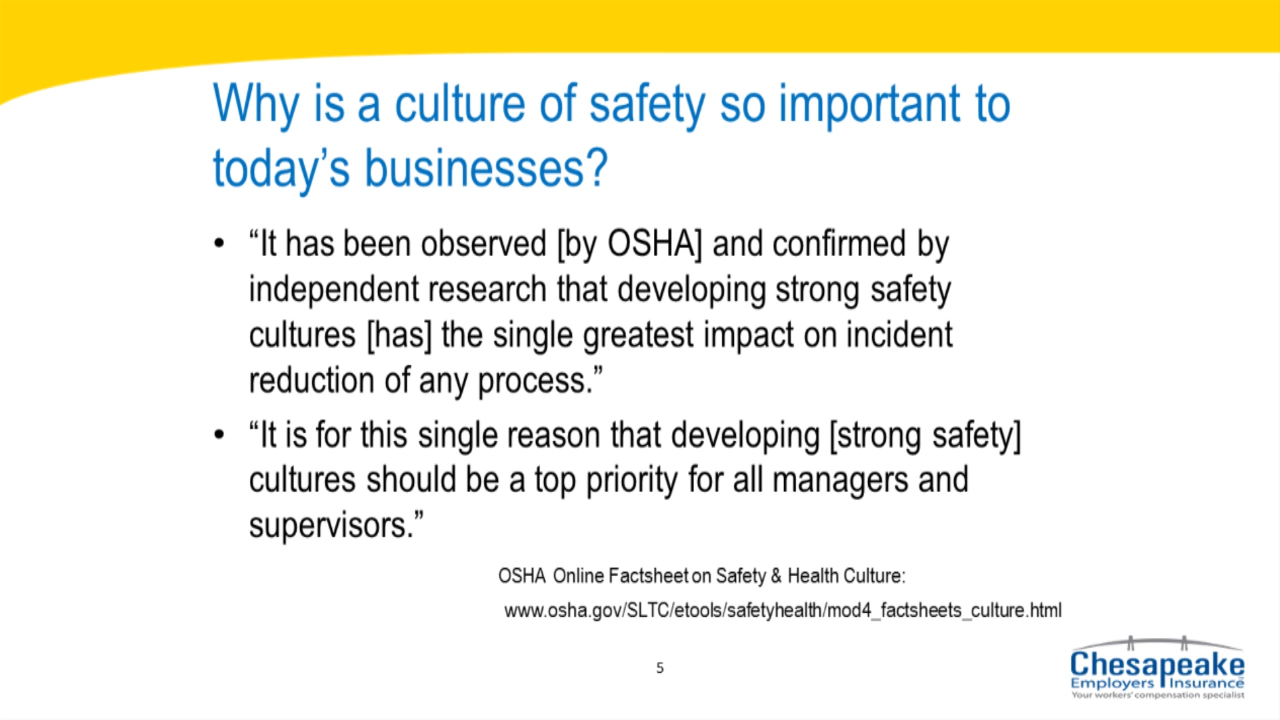 Why is a culture of safety so important to
today’s businesses?
• “It has been observed [by OSHA] and confirmed by
independent research that developing strong safety
cultures [has] the single greatest impact on incident
reduction of any process.”
• “It is for this single reason that developing [strong safety]
cultures should be a top priority for all managers and
supervisors.”
OSHA Online Factsheet on Safety & Health Culture:
www.osha.gov/SLTC/etools/safetyhealth/mod4_factsheets_culture.html
5
Chesapeake
Employers Insurance
Your workers' compensation specialist